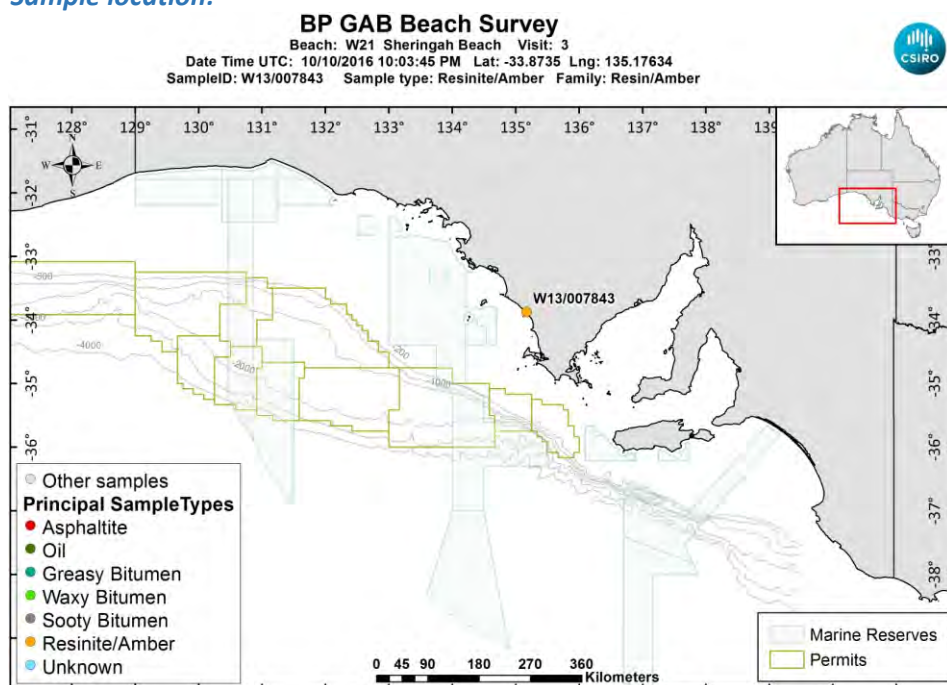 Sample location:
BP GAB Beach Survey
Beach: W21 Sheringah Beach Visit: 3
Date Time UTC: 10/10/2016 10:03:45 PM Lat: -33.8735 Lng: 135.17634
SampleID: W13/007843 Sample type: Resinite/Amber Family: Resin/Amber
CSIRO
128° 129° 130° 131° 132° 133° 134° 135° 136° 137° 138° 139
-31°
-32°
-33°
-34°
-35°
-36°
-37°
-38°
N
W E
S
W13/007843
-200
-1000
-2000
-4000
-31°
-32°
-33°
-34°
-35°
-36°
Other samples
Principal SampleTypes
Asphaltite
Oil
Greasy Bitumen
Waxy Bitumen
Sooty Bitumen
Resinite/Amber
Unknown
0 45 90 180 270 360
Kilometers
Marine Reserves
Permits